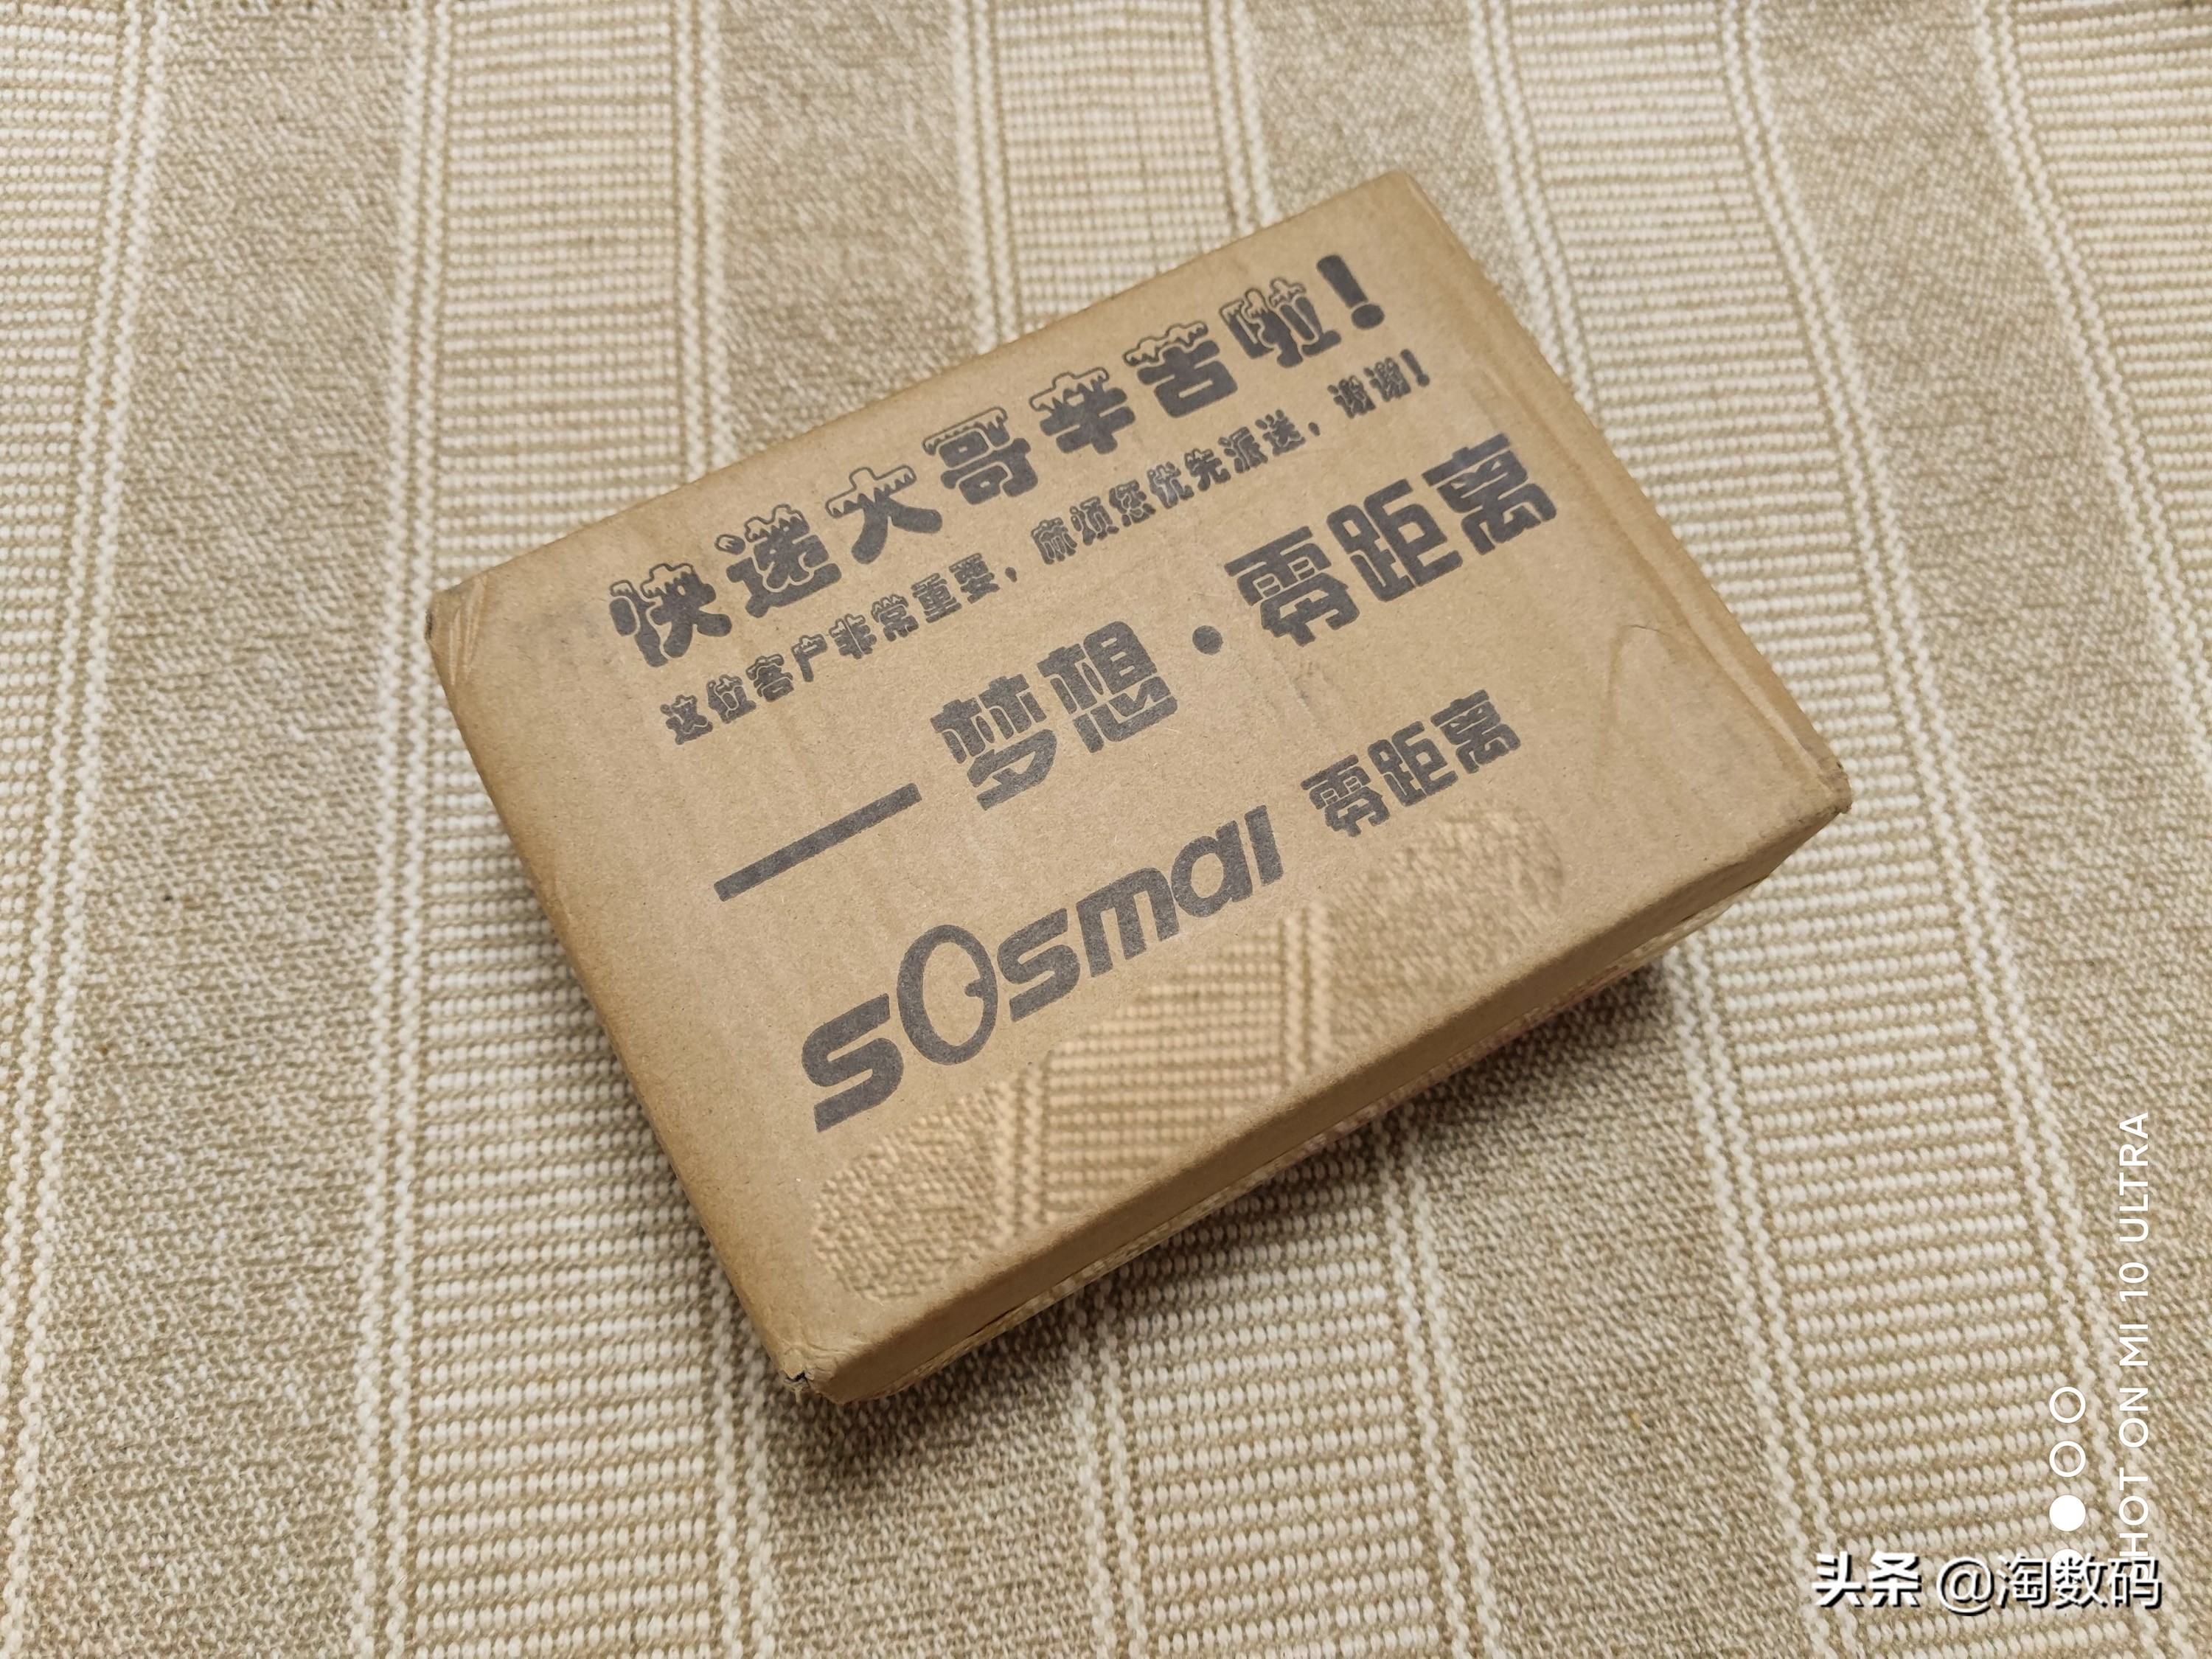 快递大哥辛苦啦！
这位客户非常重要，麻烦您优先派送，谢谢！
— 梦想·零距离
sosmai 零距离
HOT ON MI 10 ULTRA
头条 @淘数码